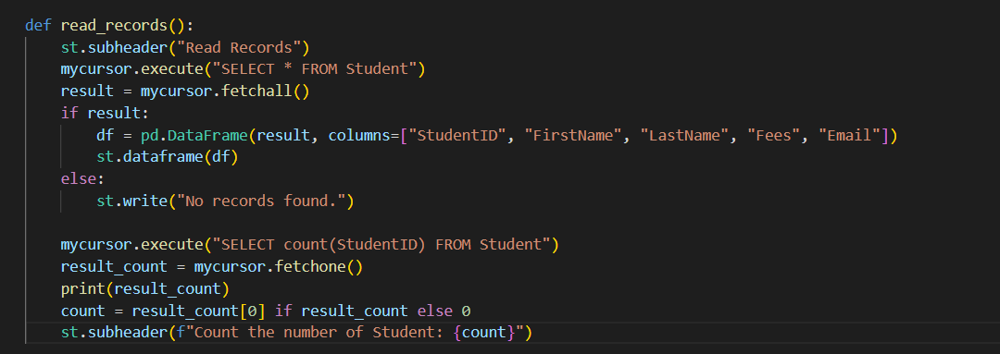 def read_records():
    st.subheader("Read Records")
    mycursor.execute("SELECT * FROM Student")
    result = mycursor.fetchall()
    if result:
        df = pd.DataFrame(result, columns=["StudentID", "FirstName", "LastName", "Fees", "Email"])
        st.dataframe(df)
    else:
        st.write("No records found.")

    mycursor.execute("SELECT count(StudentID) FROM Student")
    result_count = mycursor.fetchone()
    print(result_count)
    count = result_count[0] if result_count else 0
    st.subheader(f"Count the number of Student: {count}")